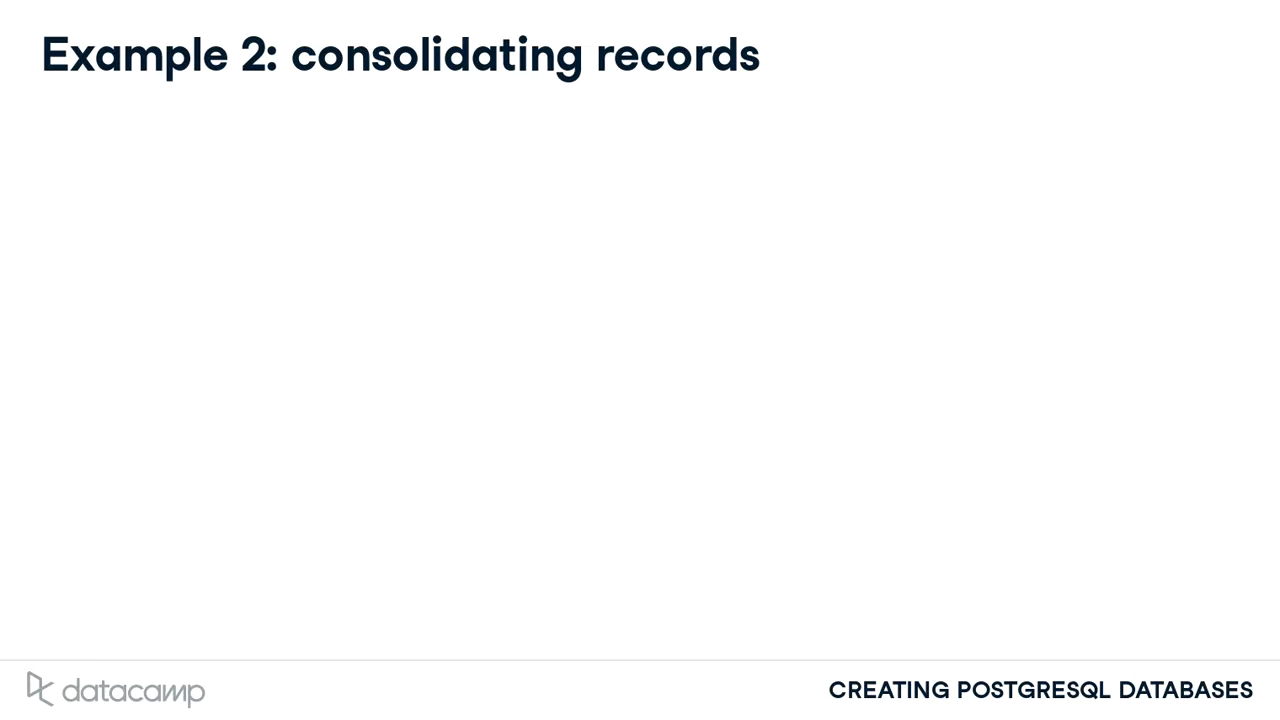 Example 2: consolidating records
datacamp
CREATING POSTGRESQL DATABASES